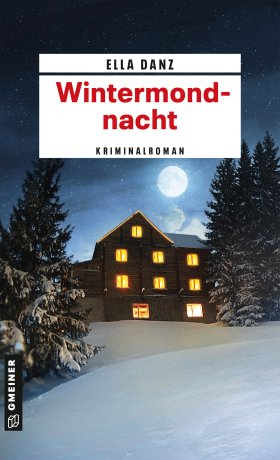 ELLA DANZ
Wintermond-
nacht
KRIMINALROMAN
GMEINER